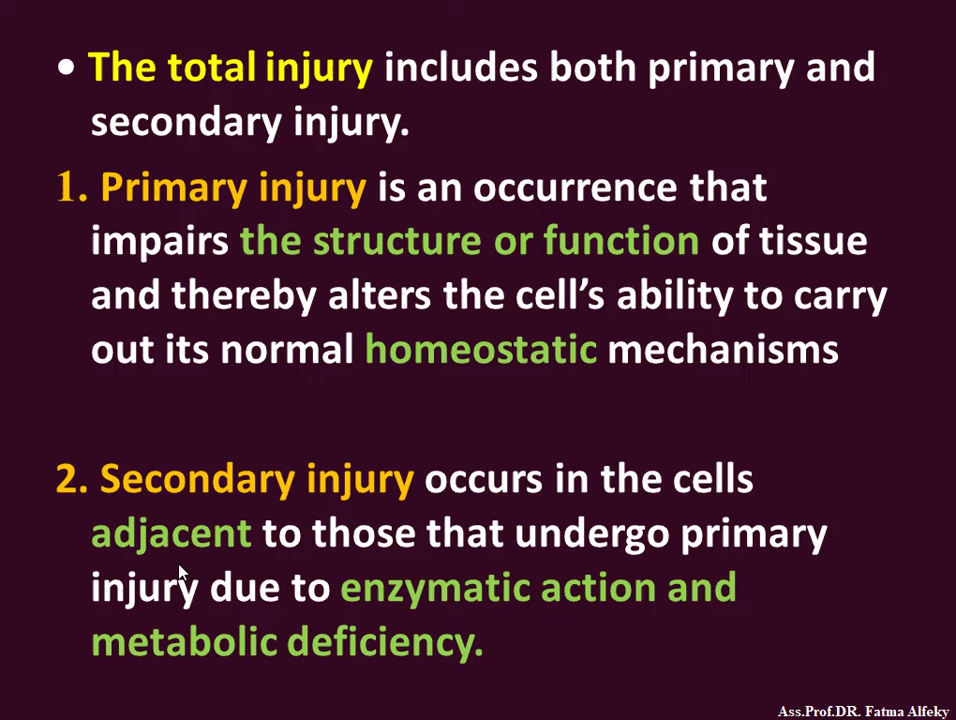 • The total injury includes both primary and
secondary injury.
1. Primary injury is an occurrence that
impairs the structure or function of tissue
and thereby alters the cell’s ability to carry
out its normal homeostatic mechanisms
2. Secondary injury occurs in the cells
adjacent to those that undergo primary
injury due to enzymatic action and
metabolic deficiency.
Ass.Prof.DR. Fatma Alfeky